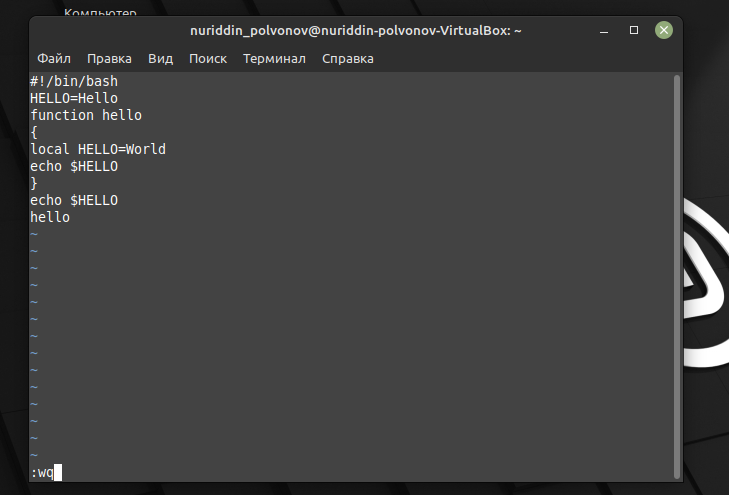 Компьютер
nuriddin_polvonov@nuriddin-polvonov-VirtualBox: ~
Файл Правка Вид Поиск Терминал Справка
#!/bin/bash
HELLO=Hello
function hello
{
local HELLO=World
echo $HELLO
}
echo $HELLO
hello
~
~
~
~
~
~
~
~
~
~
~
~
~
~
:wq